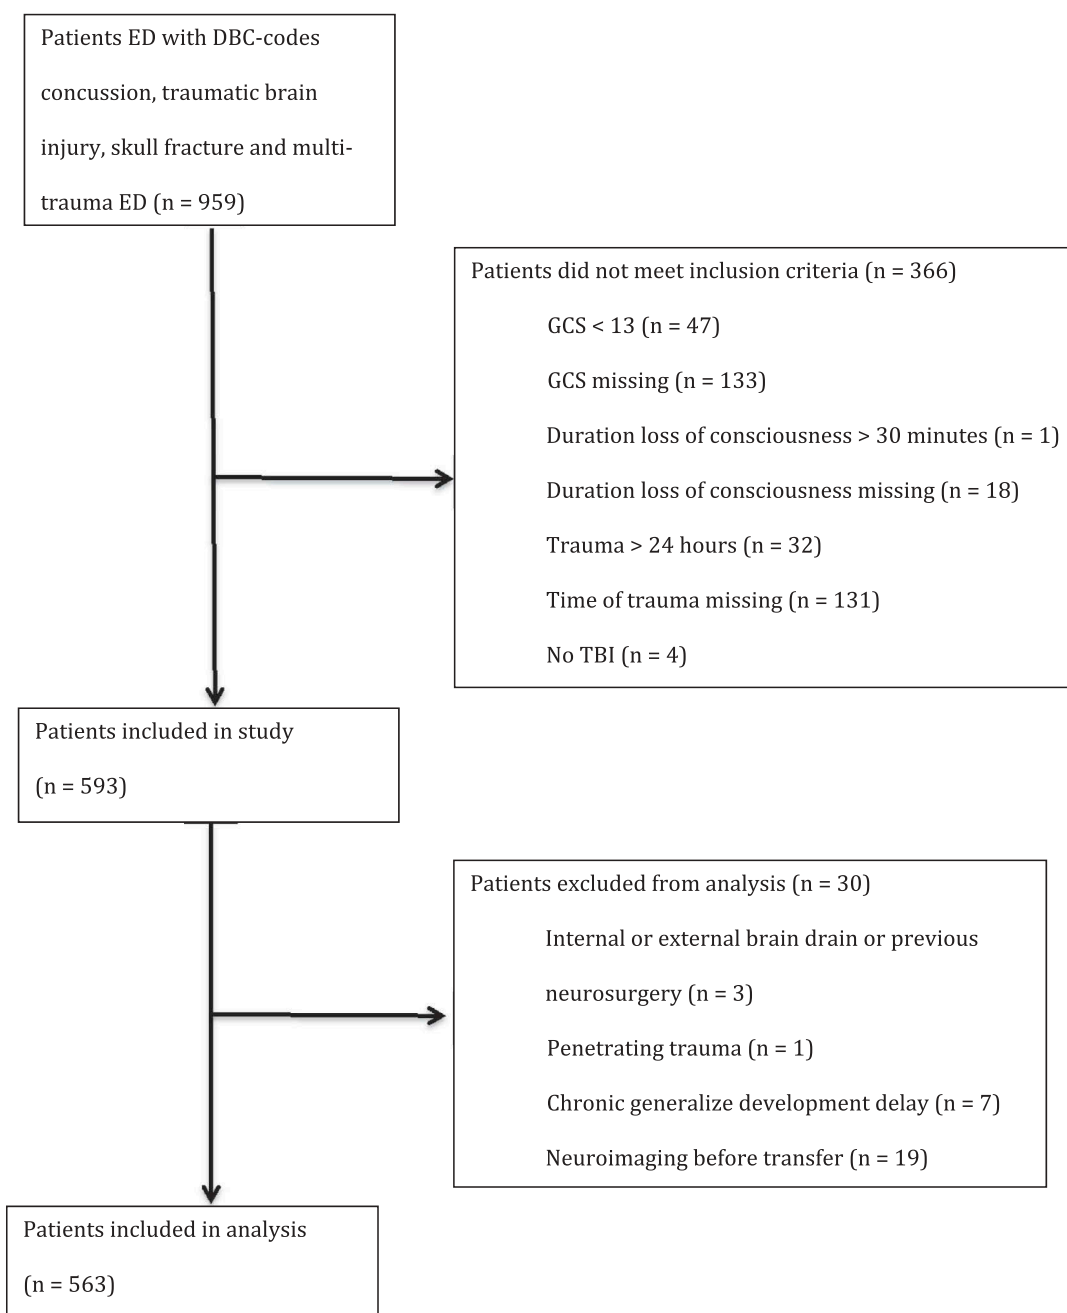 Patients ED with DBC-codes
concussion, traumatic brain
injury, skull fracture and multi-
trauma ED (n = 959)
Patients did not meet inclusion criteria (n = 366)
GCS < 13 (n = 47)
GCS missing (n = 133)
Duration loss of consciousness > 30 minutes (n = 1)
Duration loss of consciousness missing (n = 18)
Trauma > 24 hours (n = 32)
Time of trauma missing (n = 131)
No TBI (n = 4)
Patients included in study
(n = 593)
Patients excluded from analysis (n = 30)
Internal or external brain drain or previous
neurosurgery (n = 3)
Penetrating trauma (n = 1)
Chronic generalize development delay (n = 7)
Neuroimaging before transfer (n = 19)
Patients included in analysis
(n = 563)